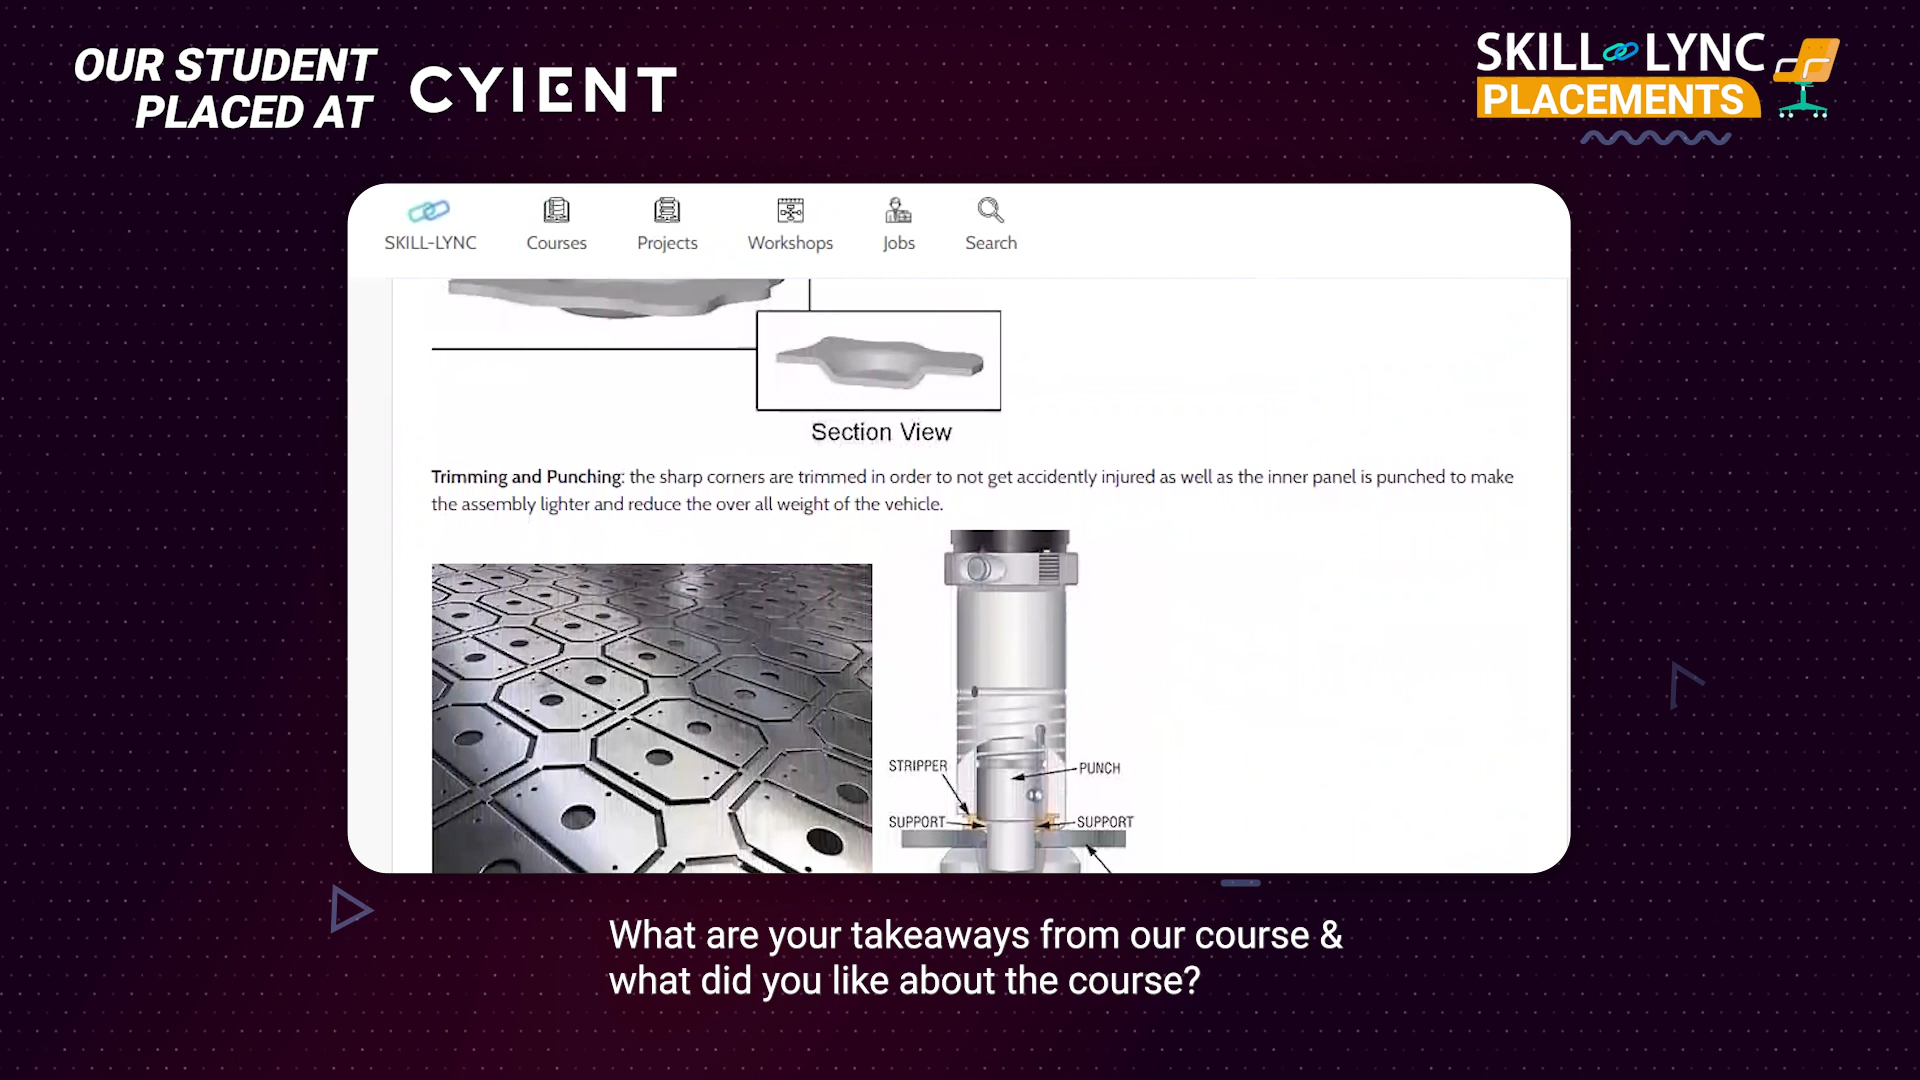 OUR STUDENT
PLACED AT
CYIENT
SKILL LYNC
PLACEMENTS
SKILL-LYNC
Courses
Projects
Workshops
Jobs
Search
Section View
Trimming and Punching: the sharp corners are trimmed in order to not get accidently injured as well as the inner panel is punched to make
the assembly lighter and reduce the over all weight of the vehicle.
STRIPPER
PUNCH
SUPPORT
SUPPORT
What are your takeaways from our course &
what did you like about the course?